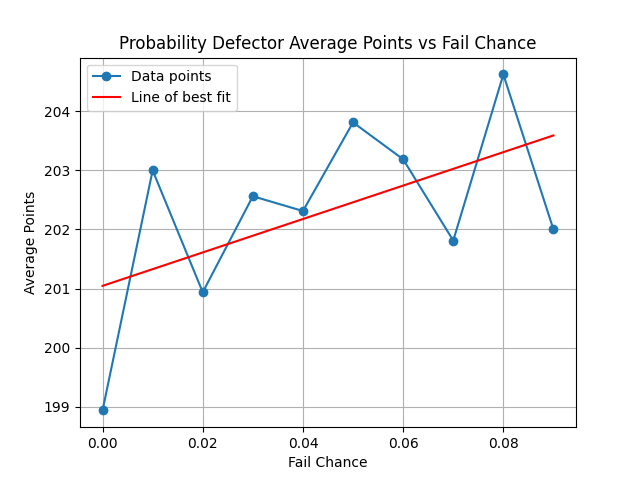 Probability Defector Average Points vs Fail Chance
Data points
Line of best fit
204
203
202
201
200
199
Average Points
0.00 0.02 0.04 0.06 0.08
Fail Chance